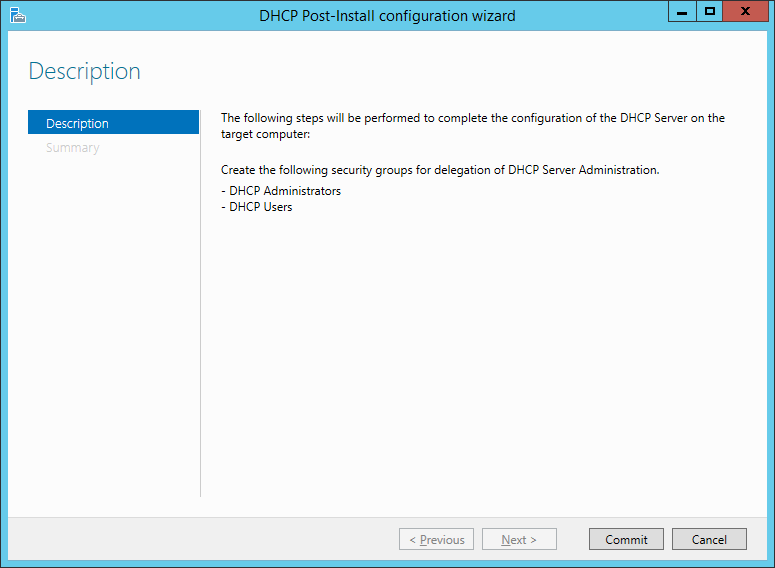 DHCP Post-Install configuration wizard
Description
Description
Summary
The following steps will be performed to complete the configuration of the DHCP Server on the
target computer:
Create the following security groups for delegation of DHCP Server Administration.
- DHCP Administrators
- DHCP Users
< Previous
Next >
Commit
Cancel